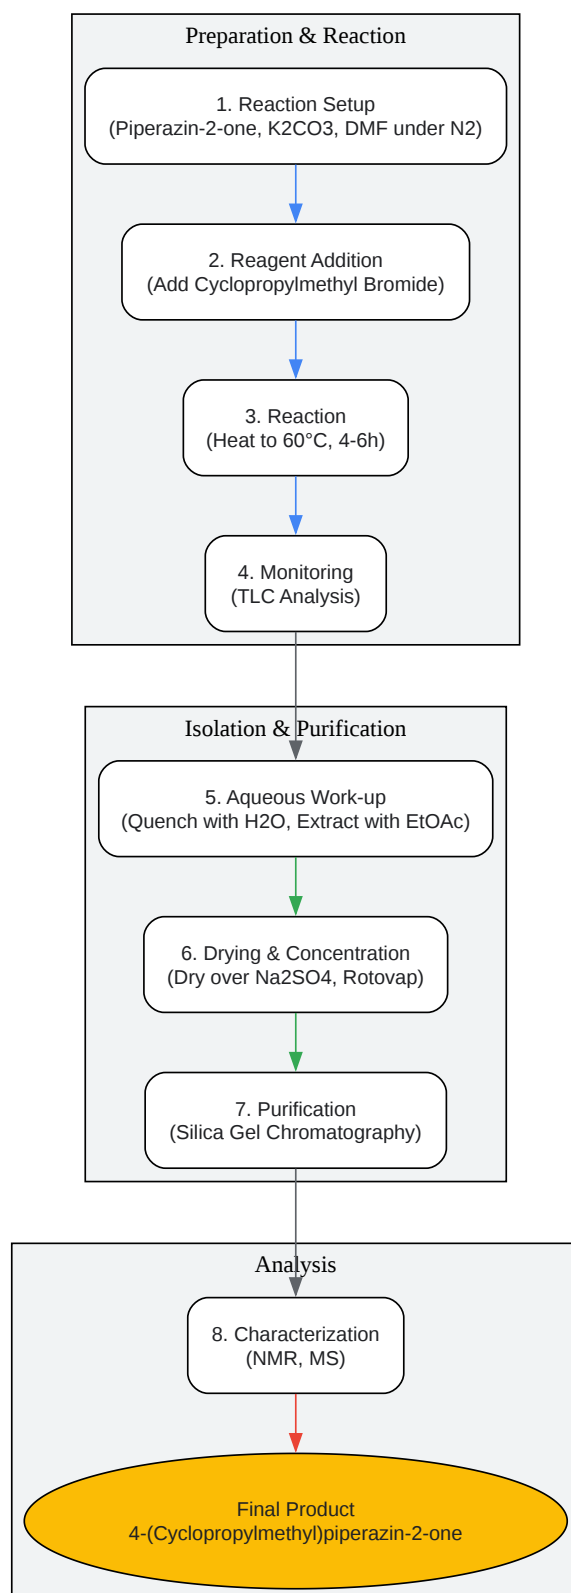 Preparation & Reaction
1. Reaction Setup
(Piperazin-2-one, K2CO3, DMF under N2)
2. Reagent Addition
(Add Cyclopropylmethyl Bromide)
3. Reaction
(Heat to 60°C, 4-6h)
4. Monitoring
(TLC Analysis)
Isolation & Purification
5. Aqueous Work-up
(Quench with H2O, Extract with EtOAc)
6. Drying & Concentration
(Dry over Na2SO4, Rotovap)
7. Purification
(Silica Gel Chromatography)
Analysis
8. Characterization
(NMR, MS)
Final Product
4-(Cyclopropylmethyl)piperazin-2-one